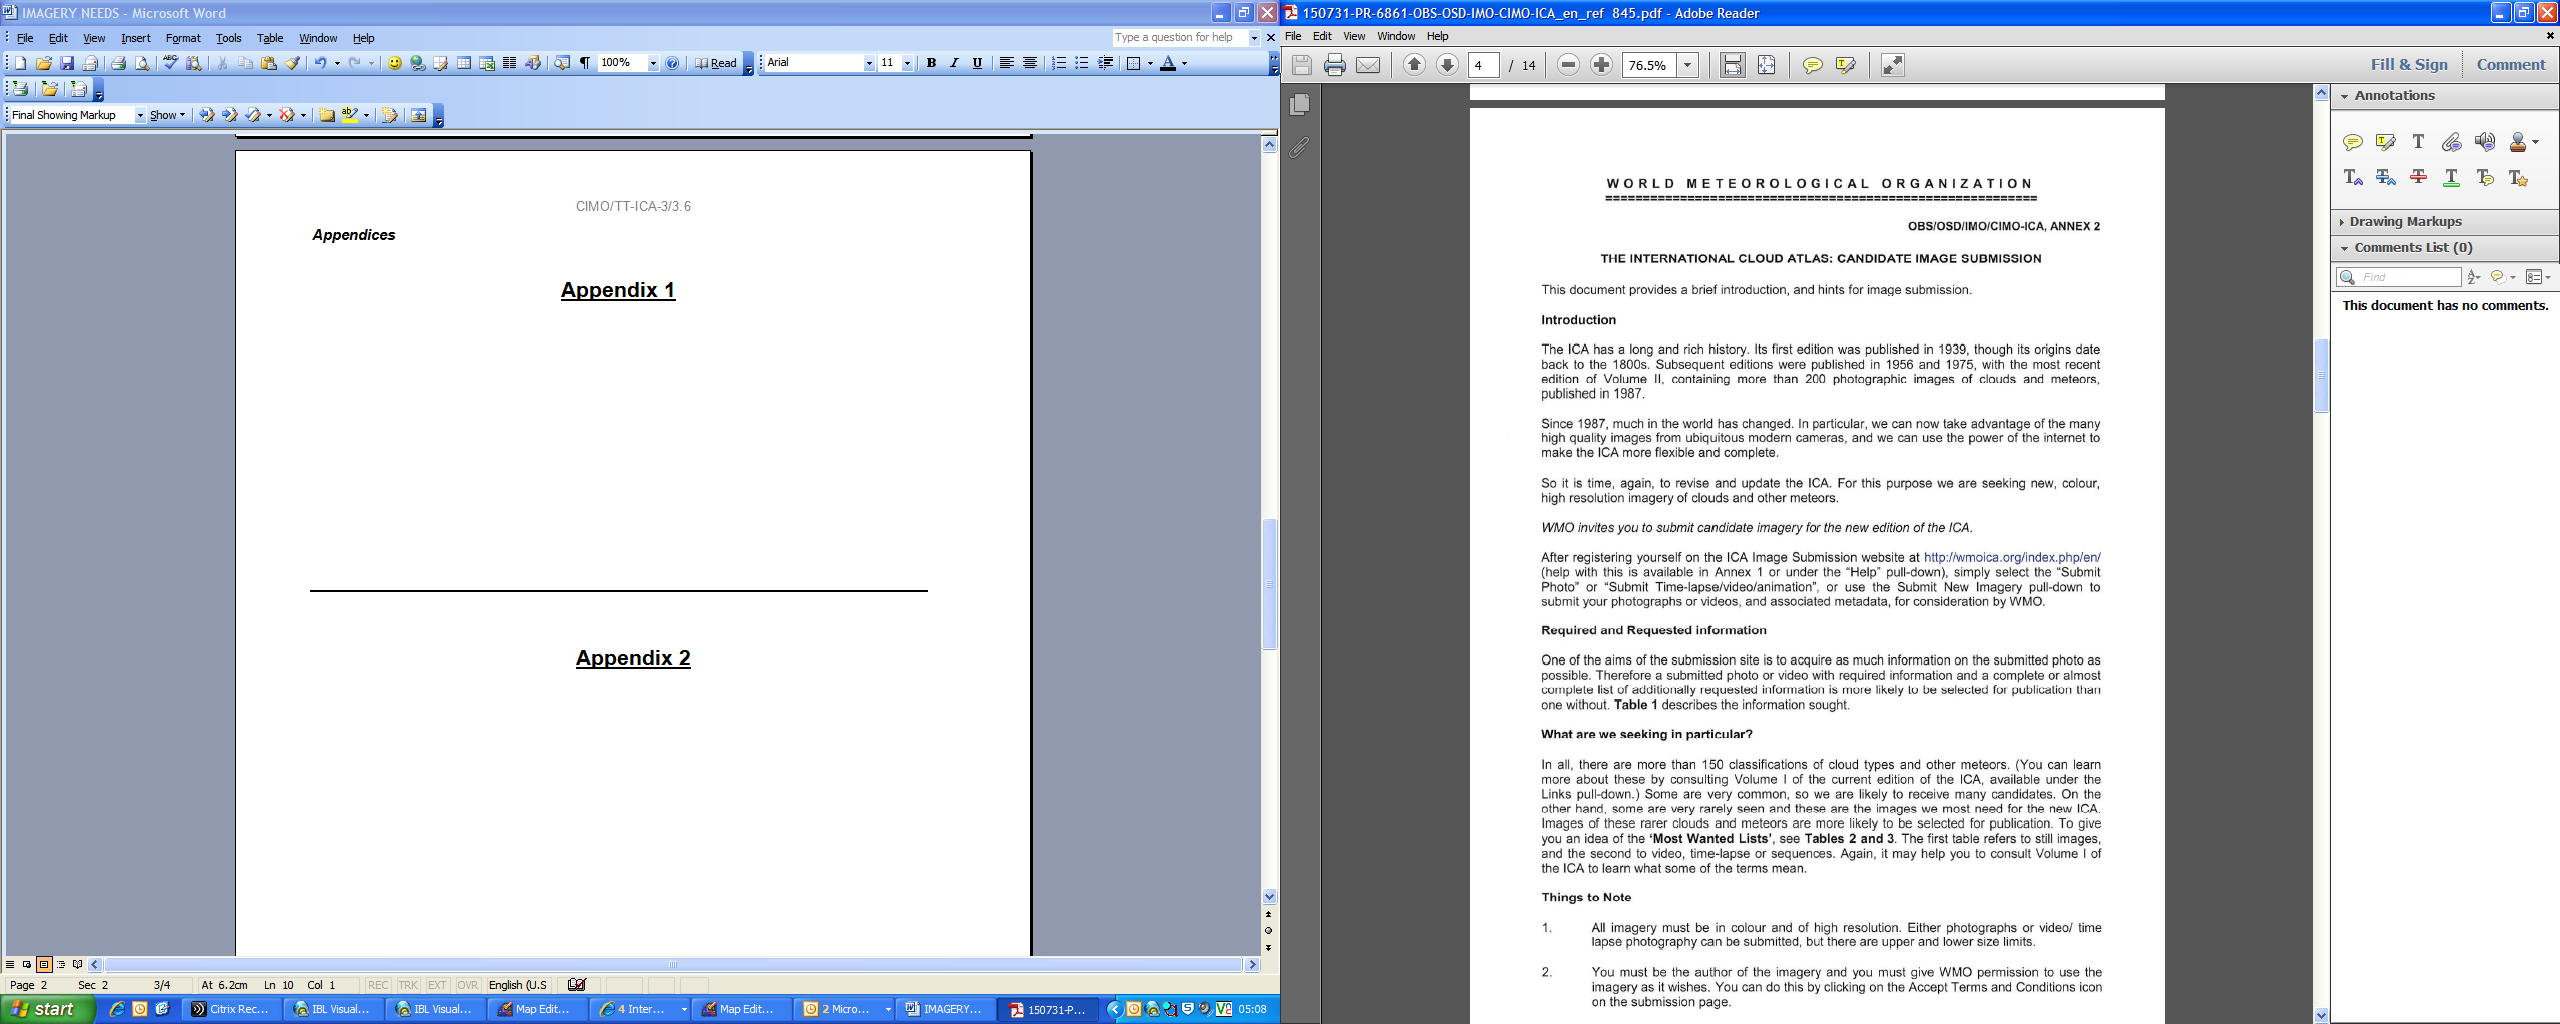 IMAGERY NEEDS - Microsoft Word
File Edit View Insert Format Tools Table Window Help
Type a question for help
100%
Read
Arial
11
B I U
Final Showing Markup
Show
CIMO/TT-ICA-3/3.6
Appendices
Appendix 1
Appendix 2
Page 2 Sec 2 3/4 At 6.2cm Ln 10 Col 1 REC TRK EXT OVR English (U.S
start
Citrix Rec...
IBL Visual...
IBL Visual...
Map Edit...
4 Inter...
Map Edit...
2 Micro...
IMAGERY...
150731-P...
05:08
150731-PR-6861-OBS-OSD-IMO-CIMO-ICA_en_ref 845.pdf - Adobe Reader
File Edit View Window Help
4 / 14
76.5%
Fill & Sign
Comment
WORLD METEOROLOGICAL ORGANIZATION
OBS/OSD/IMO/CIMO-ICA, ANNEX 2
THE INTERNATIONAL CLOUD ATLAS: CANDIDATE IMAGE SUBMISSION
This document provides a brief introduction, and hints for image submission.
Introduction
The ICA has a long and rich history. Its first edition was published in 1939, though its origins date
back to the 1800s. Subsequent editions were published in 1956 and 1975, with the most recent
edition of Volume II, containing more than 200 photographic images of clouds and meteors,
published in 1987.
Since 1987, much in the world has changed. In particular, we can now take advantage of the many
high quality images from ubiquitous modern cameras, and we can use the power of the internet to
make the ICA more flexible and complete.
So it is time, again, to revise and update the ICA. For this purpose we are seeking new, colour,
high resolution imagery of clouds and other meteors.
WMO invites you to submit candidate imagery for the new edition of the ICA.
After registering yourself on the ICA Image Submission website at http://wmoica.org/index.php/en/
(help with this is available in Annex 1 or under the “Help” pull-down), simply select the “Submit
Photo” or “Submit Time-lapse/video/animation”, or use the Submit New Imagery pull-down to
submit your photographs or videos, and associated metadata, for consideration by WMO.
Required and Requested information
One of the aims of the submission site is to acquire as much information on the submitted photo as
possible. Therefore a submitted photo or video with required information and a complete or almost
complete list of additionally requested information is more likely to be selected for publication than
one without. Table 1 describes the information sought.
What are we seeking in particular?
In all, there are more than 150 classifications of cloud types and other meteors. (You can learn
more about these by consulting Volume I of the current edition of the ICA, available under the
Links pull-down.) Some are very common, so we are likely to receive many candidates. On the
other hand, some are very rarely seen and these are the images we most need for the new ICA.
Images of these rarer clouds and meteors are more likely to be selected for publication. To give
you an idea of the ‘Most Wanted Lists’, see Tables 2 and 3. The first table refers to still images,
and the second to video, time-lapse or sequences. Again, it may help you to consult Volume I of
the ICA to learn what some of the terms mean.
Things to Note
1. All imagery must be in colour and of high resolution. Either photographs or video/ time
lapse photography can be submitted, but there are upper and lower size limits.
2. You must be the author of the imagery and you must give WMO permission to use the
imagery as it wishes. You can do this by clicking on the Accept Terms and Conditions icon
on the submission page.
Annotations
Drawing Markups
Comments List (0)
Find
This document has no comments.